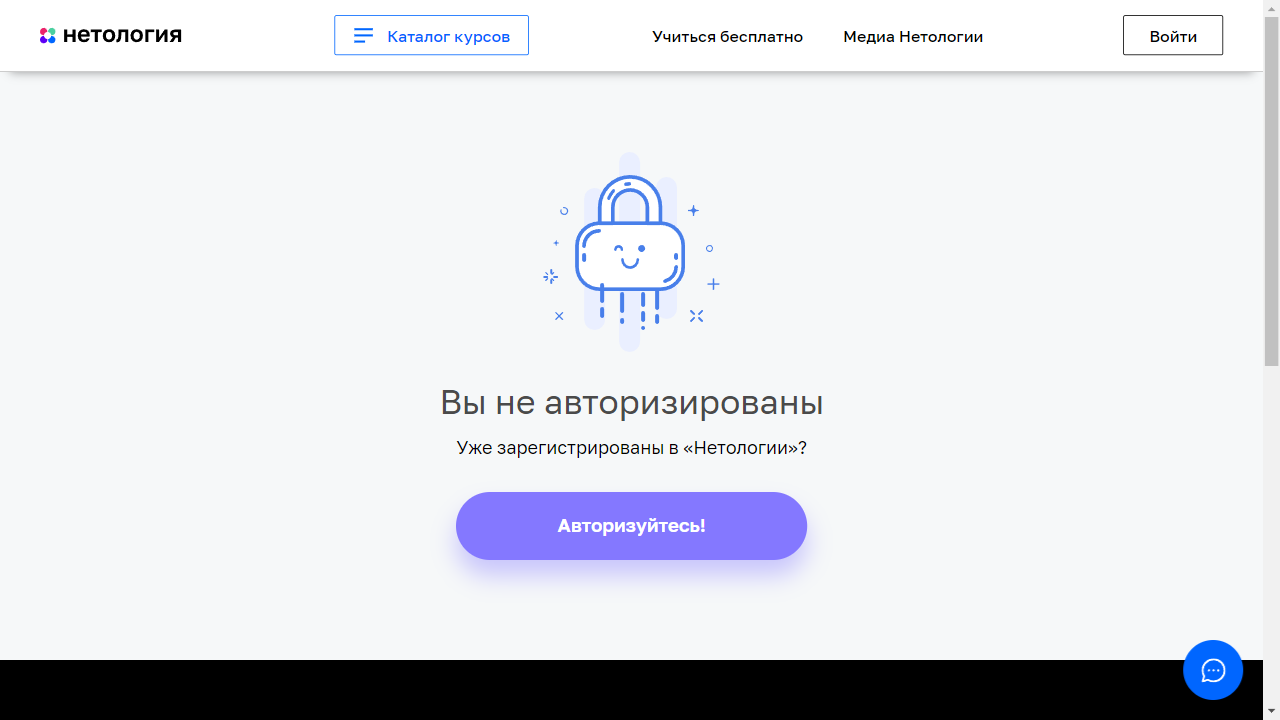 нетология
Каталог курсов
Учиться бесплатно
Медиа Нетологии
Войти
Вы не авторизированы
Уже зарегистрированы в «Нетологии»?
Авторизуйтесь!